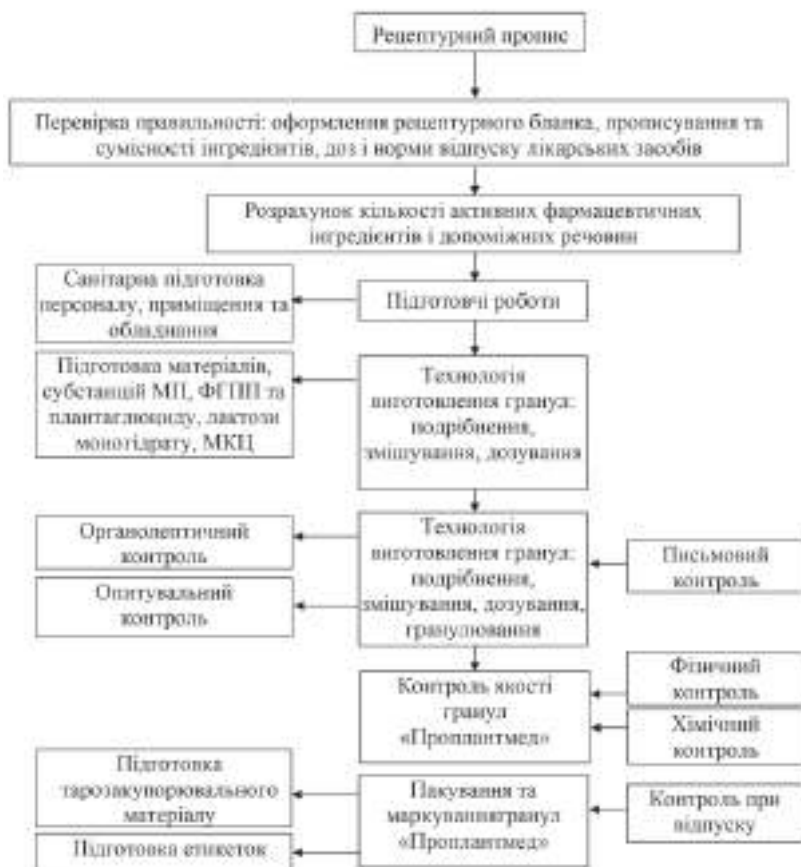 Рецептурний пропис
Перевірка правильності: оформлення рецептурного бланка, прописування та
сумісності інгредієнтів, доз і норми відпуску лікарських засобів
Розрахунок кількості активних фармацевтичних
інгредієнтів і допоміжних речовин
Санітарна підготовка
персоналу, приміщення та
обладнання
Підготовчі роботи
Підготовка матеріалів,
субстанцій МП, ФГПП та
плантаглюциду, лактози
моногідрату, МКЦ
Технологія
виготовлення гранул:
подрібнення,
змішування, дозування
Органолептичний
контроль
Опитувальний
контроль
Технологія
виготовлення гранул:
подрібнення,
змішування, дозування,
гранулювання
Письмовий
контроль
Контроль якості
гранул
«Проплантмед»
Фізичний
контроль
Хімічний
контроль
Підготовка
тарозакупорювального
матеріалу
Підготовка етикеток
Пакування та
маркуваннягранул
«Проплантмед»
Контроль при
відпуску